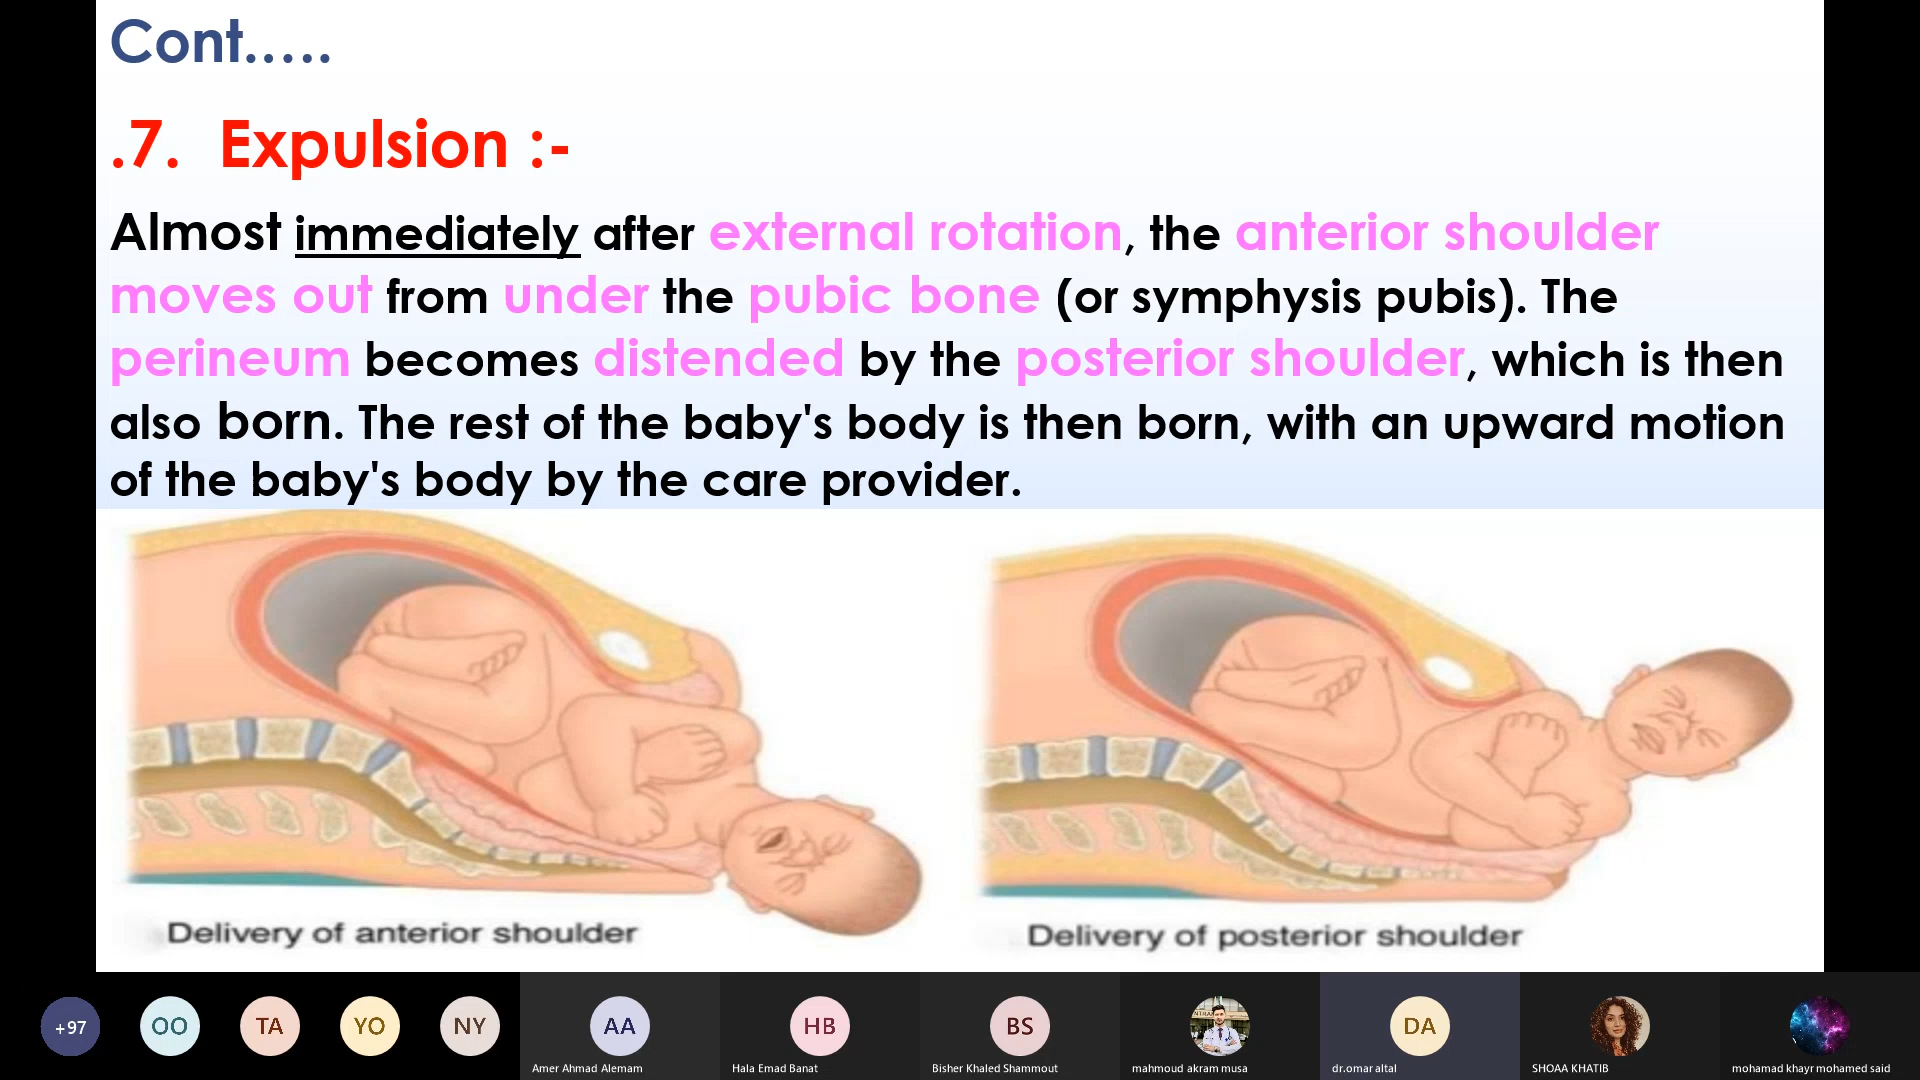 Cont.....
.7. Expulsion :-
Almost immediately after external rotation, the anterior shoulder
moves out from under the pubic bone (or symphysis pubis). The
perineum becomes distended by the posterior shoulder, which is then
also born. The rest of the baby's body is then born, with an upward motion
of the baby's body by the care provider.
Delivery of anterior shoulder
Delivery of posterior shoulder
+97
OO
TA
YO
NY
AA
HB
BS
DA
Amer Ahmad Alemam
Hala Emad Banat
Bisher Khaled Shammout
mahmoud akram musa
dr.omar altal
SHOAA KHATIB
mohamad khayr mohamed said